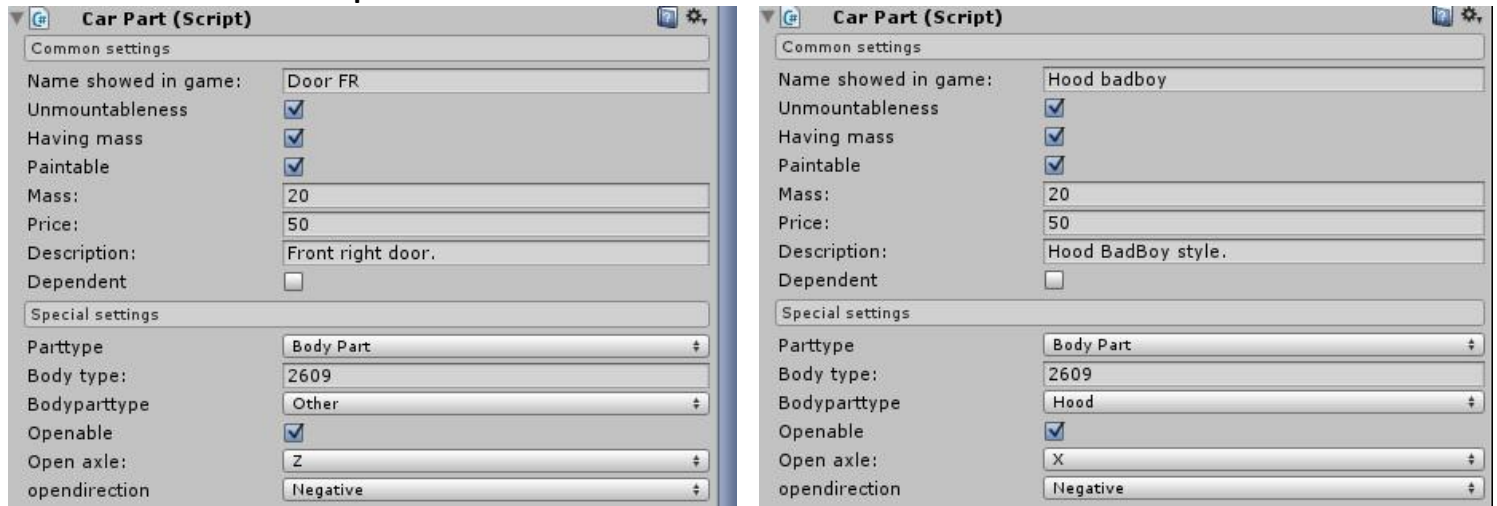 Car Part (Script)
Common settings
Name showed in game: Door FR
Unmountableness
Having mass
Paintable
Mass: 20
Price: 50
Description: Front right door.
Dependent
Special settings
Parttype Body Part
Body type: 2609
Bodyparttype Other
Openable
Open axle: Z
opendirection Negative
Car Part (Script)
Common settings
Name showed in game: Hood badboy
Unmountableness
Having mass
Paintable
Mass: 20
Price: 50
Description: Hood BadBoy style.
Dependent
Special settings
Parttype Body Part
Body type: 2609
Bodyparttype Hood
Openable
Open axle: X
opendirection Negative